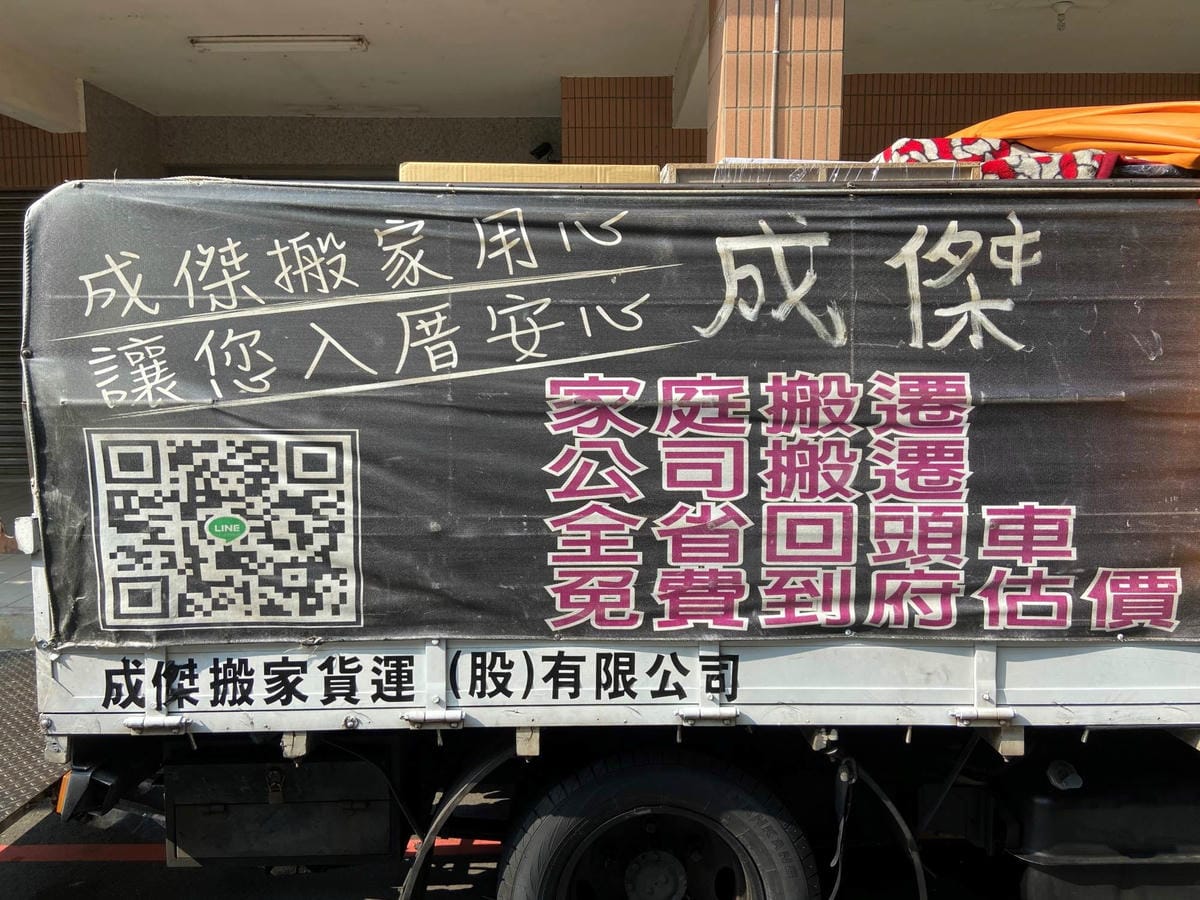 成傑搬家用心
讓您入厝安心
成傑
家庭搬遷
公司搬遷
全省回頭車
免費到府估價
LINE
成傑搬家貨運(股)有限公司